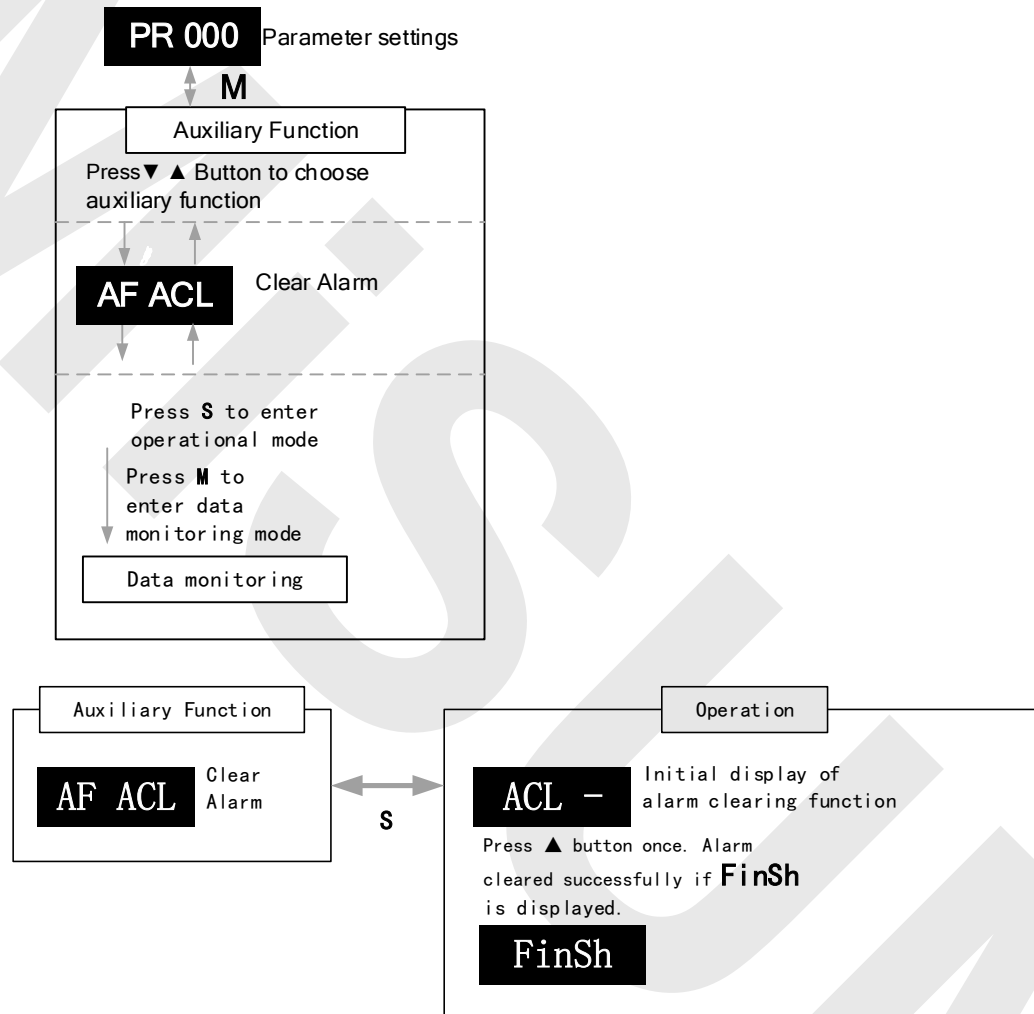 PR 000 Parameter settings
M
Auxiliary Function
Press▼ ▲ Button to choose
auxiliary function
AF ACL Clear Alarm
Press S to enter
operational mode
Press M to
enter data
monitoring mode
Data monitoring
Auxiliary Function
AF ACL
Clear
Alarm
S
Operation
ACL -
Initial display of
alarm clearing function
Press ▲ button once. Alarm
cleared successfully if FinSh
is displayed.
FinSh